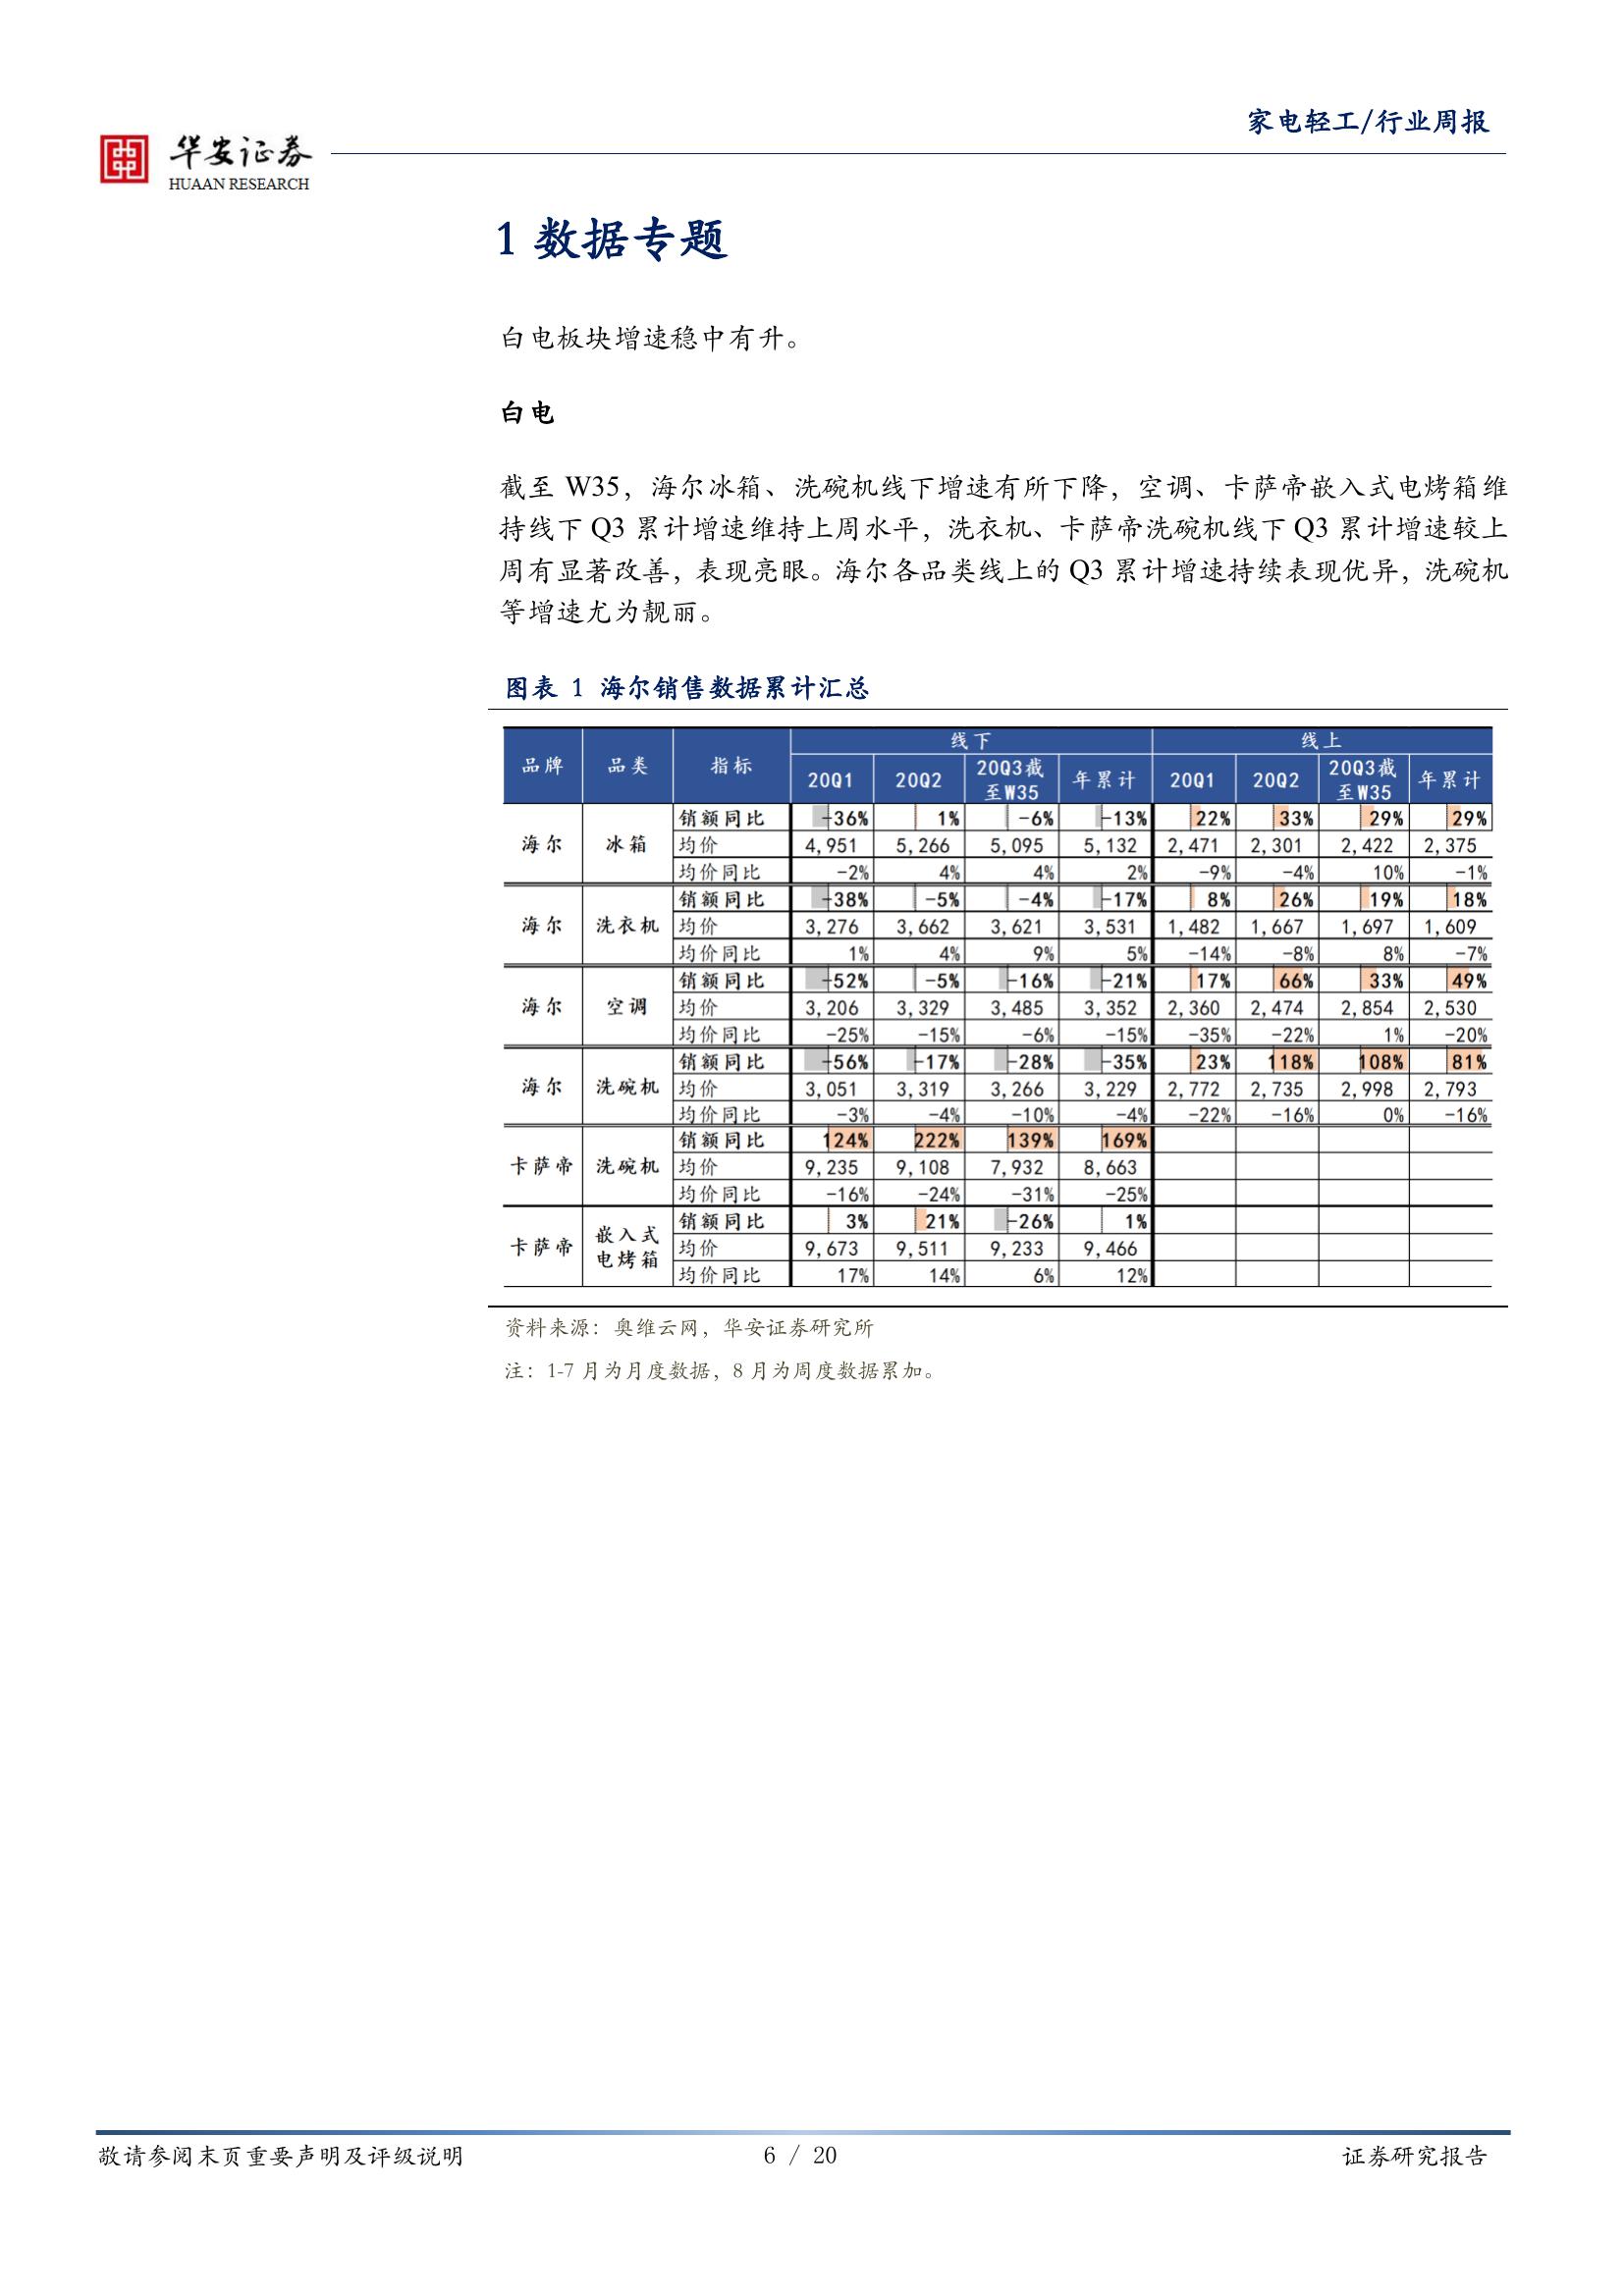 家电轻工/行业周报
华安证券
HUAAN RESEARCH
1 数据专题
白电板块增速稳中有升。
白电
截至 W35，海尔冰箱、洗碗机线下增速有所下降，空调、卡萨帝嵌入式电烤箱维
持线下 Q3 累计增速维持上周水平，洗衣机、卡萨帝洗碗机线下 Q3 累计增速较上
周有显著改善，表现亮眼。海尔各品类线上的 Q3 累计增速持续表现优异，洗碗机
等增速尤为靓丽。
图表 1 海尔销售数据累计汇总
线下 线上
品牌 品类 指标 20Q1 20Q2 20Q3截至W35 年累计 20Q1 20Q2 20Q3截至W35 年累计
海尔 冰箱 销额同比 -36% 1% -6% -13% 22% 33% 29% 29%
均价 4,951 5,266 5,095 5,132 2,471 2,301 2,422 2,375
均价同比 -2% 4% 4% 2% -9% -4% 10% -1%
海尔 洗衣机 销额同比 -38% -5% -4% -17% 8% 26% 19% 18%
均价 3,276 3,662 3,621 3,531 1,482 1,667 1,697 1,609
均价同比 1% 4% 9% 5% -14% -8% 8% -7%
海尔 空调 销额同比 -52% -5% -16% -21% 17% 66% 33% 49%
均价 3,206 3,329 3,485 3,352 2,360 2,474 2,854 2,530
均价同比 -25% -15% -6% -15% -35% -22% 1% -20%
海尔 洗碗机 销额同比 -56% -17% -28% -35% 23% 118% 108% 81%
均价 3,051 3,319 3,266 3,229 2,772 2,735 2,998 2,793
均价同比 -3% -4% -10% -4% -22% -16% 0% -16%
卡萨帝 洗碗机 销额同比 124% 222% 139% 169%
均价 9,235 9,108 7,932 8,663
均价同比 -16% -24% -31% -25%
卡萨帝 嵌入式电烤箱 销额同比 3% 21% -26% 1%
均价 9,673 9,511 9,233 9,466
均价同比 17% 14% 6% 12%
资料来源：奥维云网，华安证券研究所
注：1-7 月为月度数据，8 月为周度数据累加。
敬请参阅末页重要声明及评级说明 6 / 20 证券研究报告